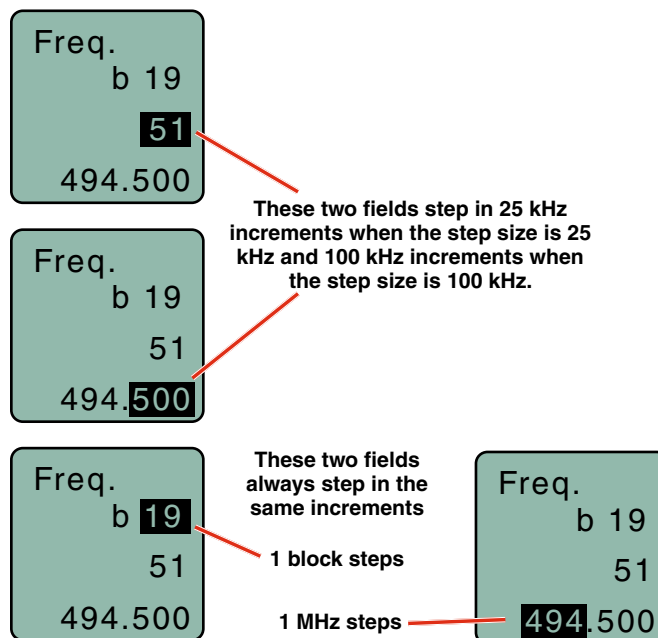 Freq.
b 19
51
494.500
These two fields step in 25 kHz
increments when the step size is 25
kHz and 100 kHz increments when
the step size is 100 kHz.
Freq.
b 19
51
494.500
Freq.
b 19
51
494.500
These two fields
always step in the
same increments
1 block steps
1 MHz steps
Freq.
b 19
51
494.500